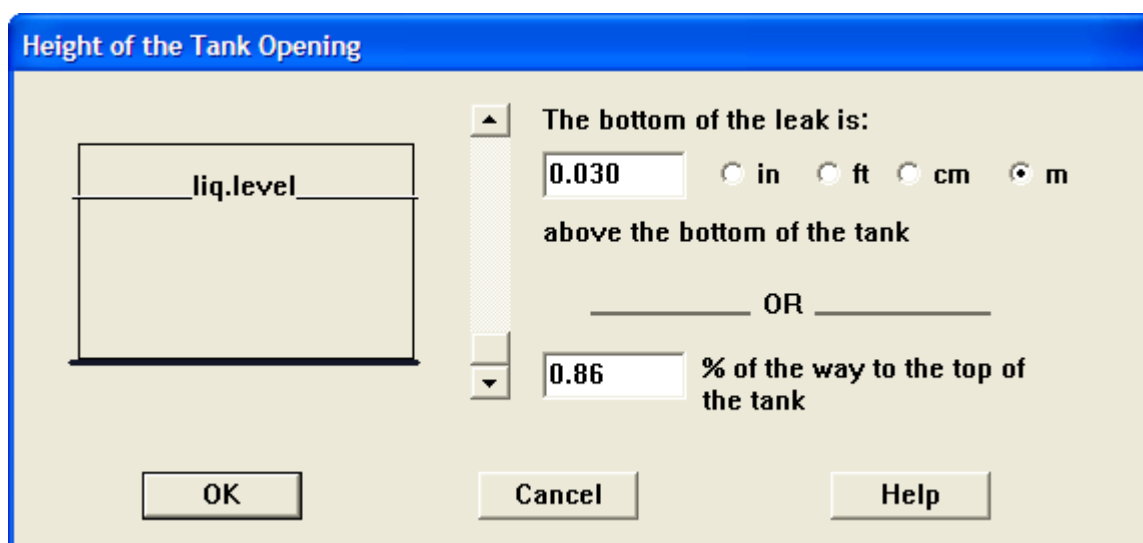 Height of the Tank Opening
liq.level
The bottom of the leak is:
0.030 in ft cm m
above the bottom of the tank
OR
0.86 % of the way to the top of
the tank
OK Cancel Help